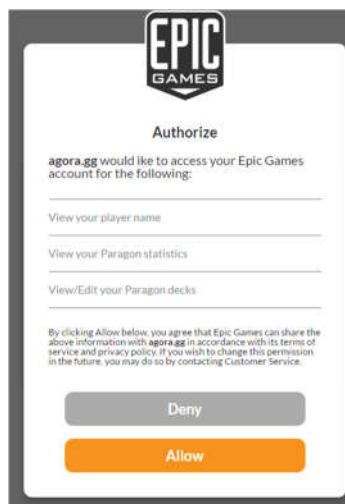 EPIC
GAMES
Authorize
agora.gg would like to access your Epic Games
account for the following:
View your player name
View your Paragon statistics
View/Edit your Paragon decks
By clicking Allow below, you agree that Epic Games can share the
above information with agora.gg in accordance with its terms of
service and privacy policy. If you wish to change this permission
in the future, you may do so by contacting Customer Service.
Deny
Allow